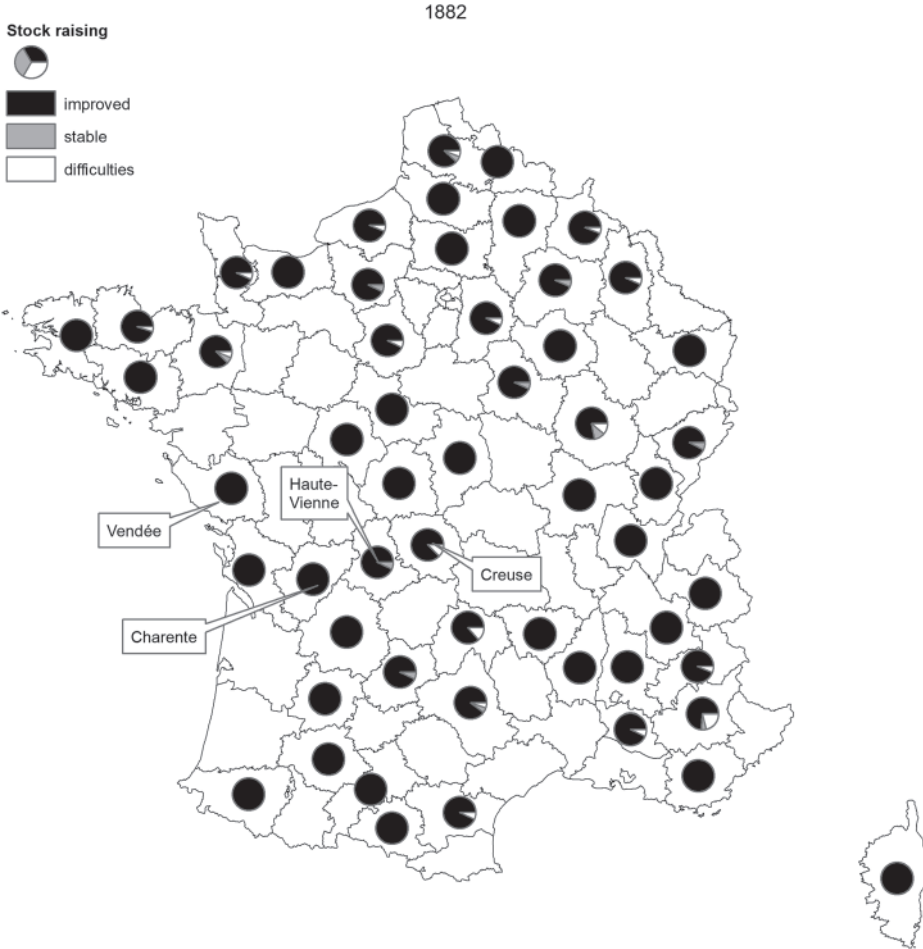 1882
Stock raising
improved
stable
difficulties
Haute-
Vienne
Vendée
Creuse
Charente